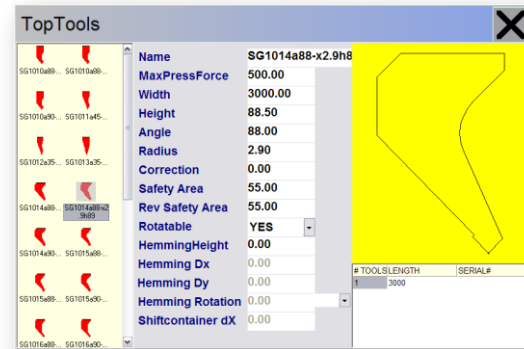 TopTools
SG1010a88-... SG1010a88-...
SG1010a90-... SG1011a45-...
SG1012a35-... SG1013a35-...
SG1014a88-... SG1014a88-x2.9h89
SG1014a90-... SG1015a88-...
SG1015a88-... SG1015a90-...
SG1016a88-... SG1016a90-...
Name SG1014a88-x2.9h8
MaxPressForce 500.00
Width 3000.00
Height 88.50
Angle 88.00
Radius 2.90
Correction 0.00
Safety Area 55.00
Rev Safety Area 55.00
Rotatable YES
HemmingHeight 0.00
Hemming Dx 0.00
Hemming Dy 0.00
Hemming Rotation 0.00
Shiftcontainer dX 0.00
# TOOLS LENGTH SERIAL#
1 3000